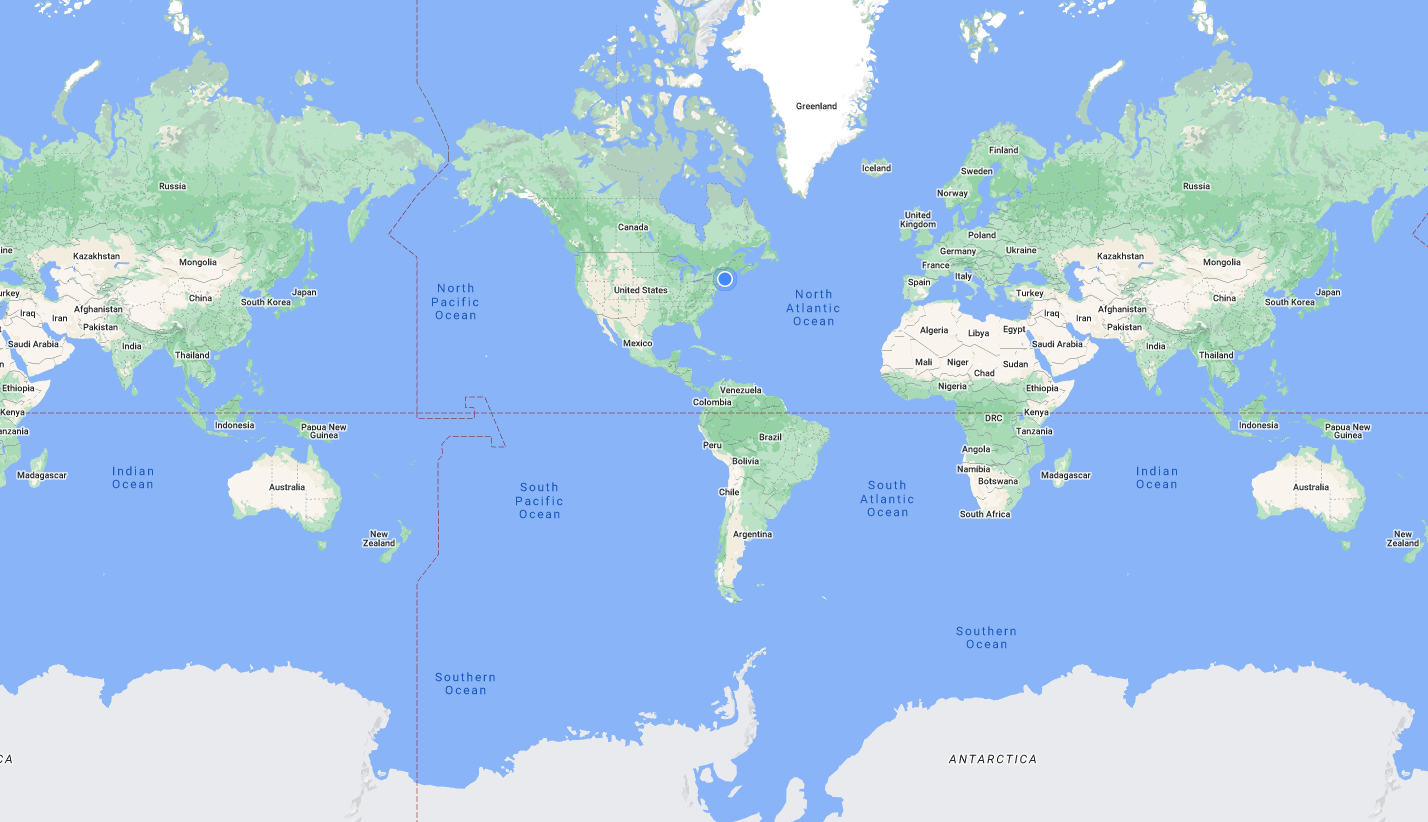 Greenland
Finland
Iceland
Sweden
Russia
Russia
Norway
United
Kingdom
Canada
Poland
ine
Germany
Ukraine
Kazakhstan
Kazakhstan
Mongolia
Mongolia
France
Italy
Spain
United States
North
Pacific
Ocean
North
Atlantic
Ocean
urkey
Turkey
China
China
Japan
Japan
South Korea
South Korea
Afghanistan
Afghanistan
Iraq
Iraq
Iran
Iran
Pakistan
Pakistan
Algeria
Libya
Egypt
Mexico
Saudi Arabia
Saudi Arabia
India
India
Thailand
Thailand
Mali
Niger
Sudan
n
Chad
Ethiopia
Ethiopia
Nigeria
Venezuela
Colombia
Kenya
Kenya
DRC
Indonesia
Indonesia
Papua New
Guinea
Papua New
Guinea
anzania
Tanzania
Brazil
Peru
Angola
Bolivia
Namibia
Madagascar
Madagascar
Indian
Ocean
Indian
Ocean
Botswana
Australia
Australia
Chile
South
Pacific
Ocean
South
Atlantic
Ocean
South Africa
Argentina
New
Zealand
New
Zealand
Southern
Ocean
Southern
Ocean
CA
ANTARCTICA